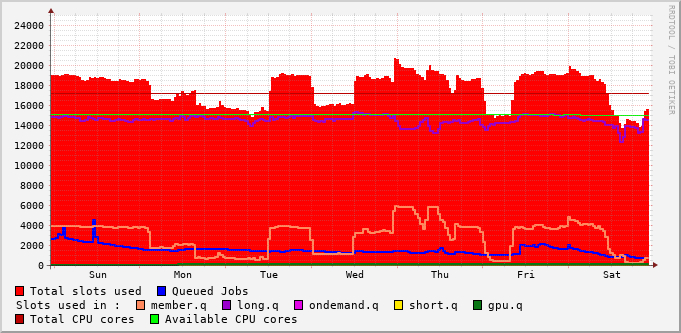 RRDTOOL / TOBI OETIKER
24000
22000
20000
18000
16000
14000
12000
10000
8000
6000
4000
2000
0
Sun Mon Tue Wed Thu Fri Sat
Total slots used Queued Jobs
Slots used in : member.q long.q ondemand.q short.q gpu.q
Total CPU cores Available CPU cores